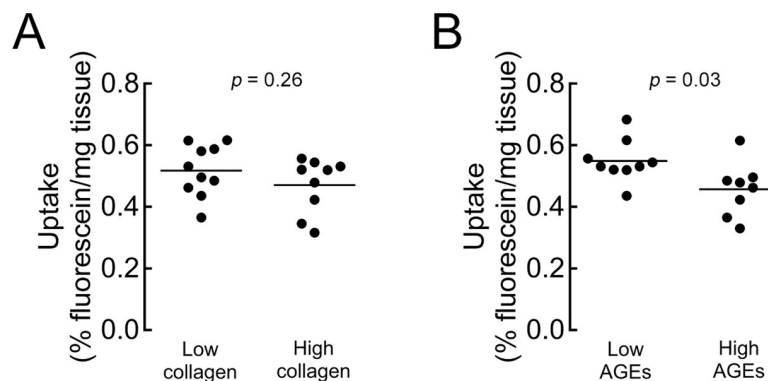 A
Uptake
(% fluorescein/mg tissue)
0.8
0.6
0.4
0.2
0.0
p = 0.26
Low
collagen
High
collagen
B
Uptake
(% fluorescein/mg tissue)
0.8
0.6
0.4
0.2
0.0
p = 0.03
Low
AGEs
High
AGEs